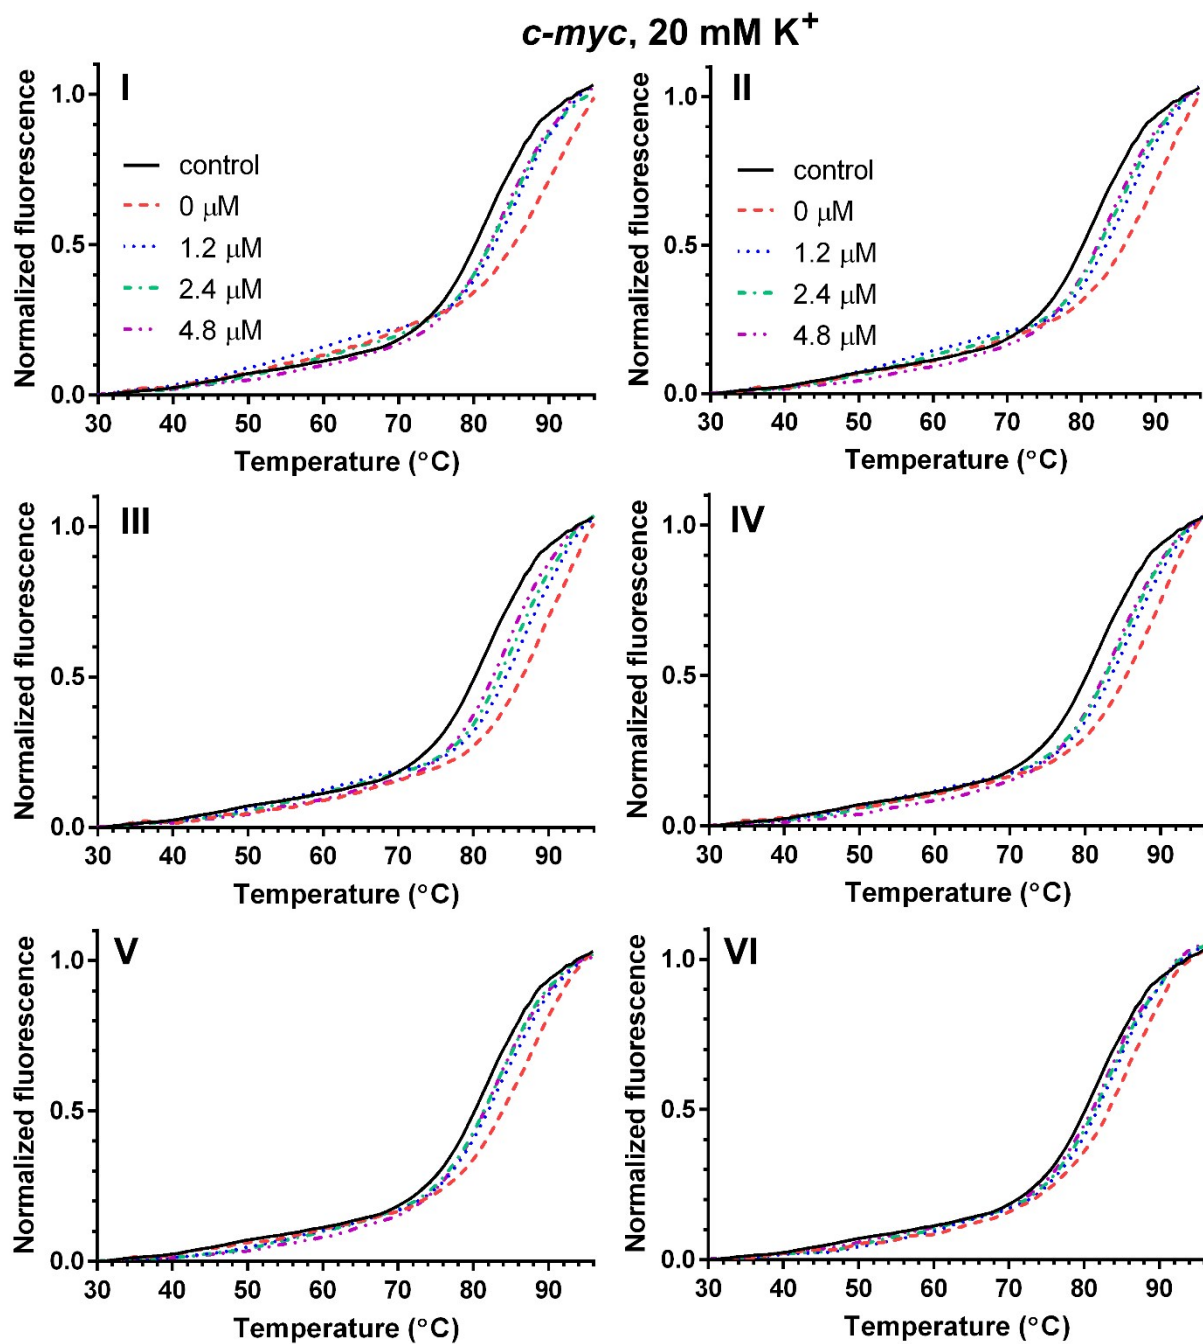 c-myc, 20 mM K+
I
Normalized fluorescence
1.0
0.5
0.0
control
0 μM
1.2 μM
2.4 μM
4.8 μM
30 40 50 60 70 80 90
Temperature (°C)
II
Normalized fluorescence
1.0
0.5
0.0
control
0 μM
1.2 μM
2.4 μM
4.8 μM
30 40 50 60 70 80 90
Temperature (°C)
III
Normalized fluorescence
1.0
0.5
0.0
30 40 50 60 70 80 90
Temperature (°C)
IV
Normalized fluorescence
1.0
0.5
0.0
30 40 50 60 70 80 90
Temperature (°C)
V
Normalized fluorescence
1.0
0.5
0.0
30 40 50 60 70 80 90
Temperature (°C)
VI
Normalized fluorescence
1.0
0.5
0.0
30 40 50 60 70 80 90
Temperature (°C)